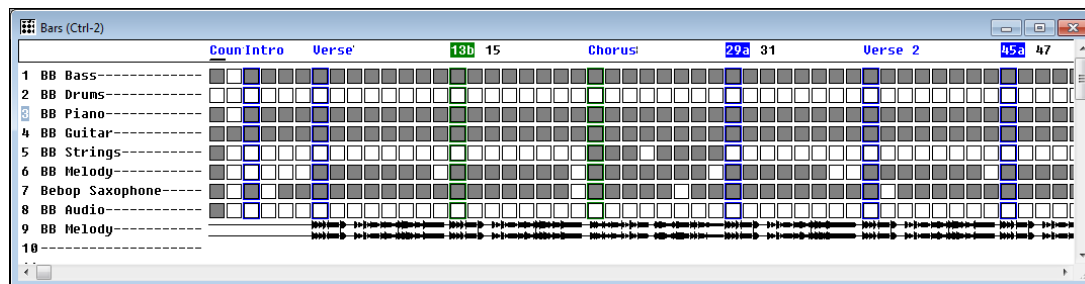 Bars (Ctrl-2)
Coun Intro Verse 13b 15 Chorus 29a 31 Verse 2 45a 47
1 BB Bass-------------
2 BB Drums------------
3 BB Piano------------
4 BB Guitar-----------
5 BB Strings----------
6 BB Melody-----------
7 Bebop Saxophone-----
8 BB Audio------------
9 BB Melody-----------
10 --------------------